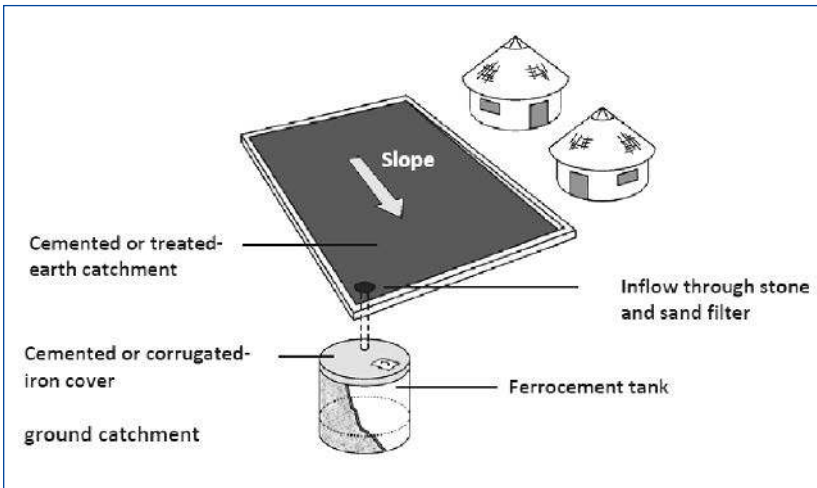 Slope
Cemented or treated-
earth catchment
Inflow through stone
and sand filter
Cemented or corrugated-
iron cover
Ferrocement tank
ground catchment